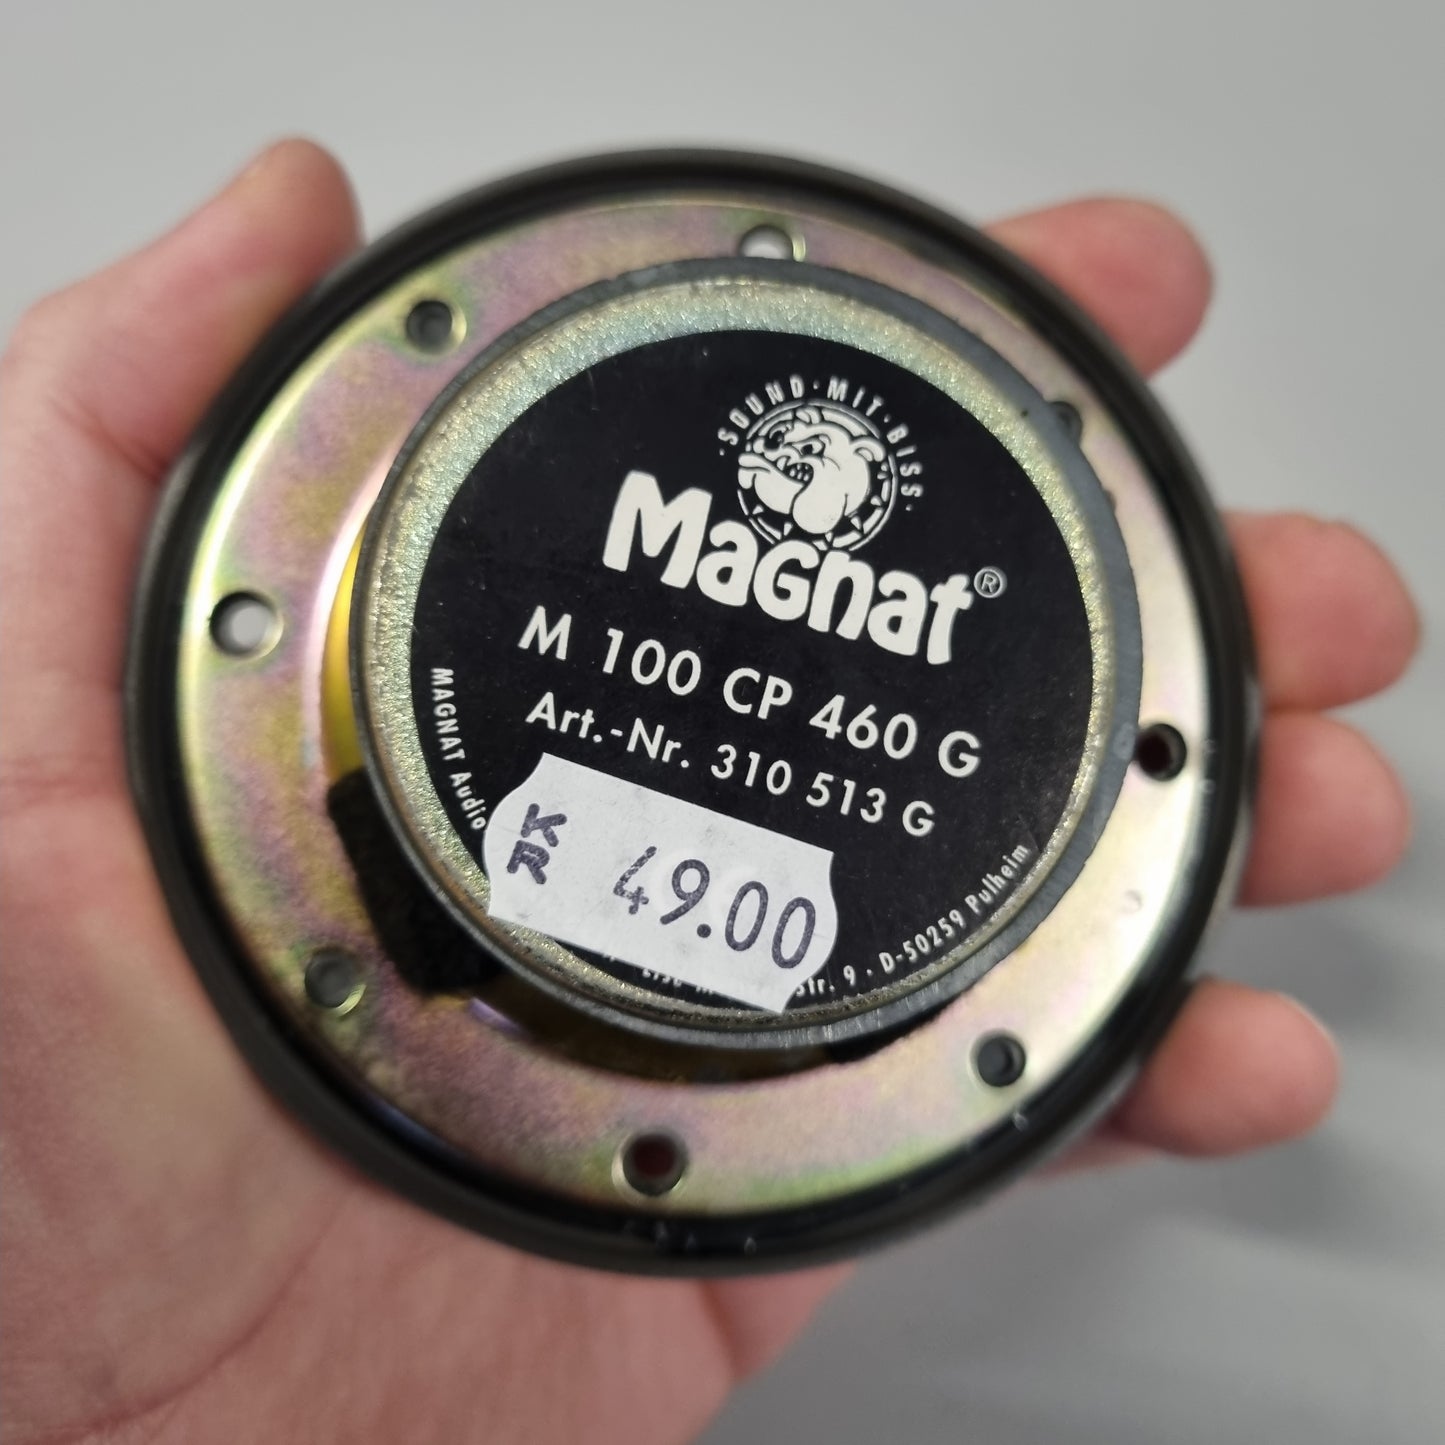 ·SOUND·MIT·BISS·
Magnat®
M 100 CP 460 G
Art.-Nr. 310 513 G
KR 49.00
MAGNAT Audio
str. 9 · D-50259 Pulheim